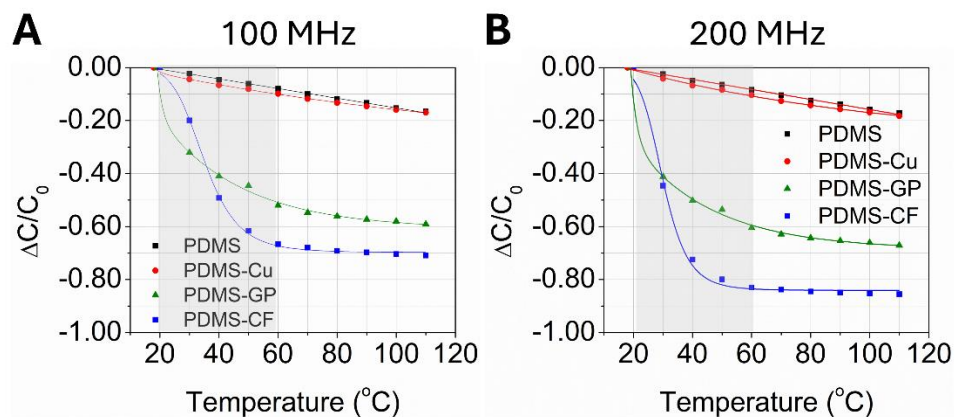 A
100 MHz
0.00
-0.20
-0.40
-0.60
-0.80
-1.00
ΔC/C0
PDMS
PDMS-Cu
PDMS-GP
PDMS-CF
20 40 60 80 100 120
Temperature (oC)
B
200 MHz
0.00
-0.20
-0.40
-0.60
-0.80
-1.00
ΔC/C0
PDMS
PDMS-Cu
PDMS-GP
PDMS-CF
20 40 60 80 100 120
Temperature (oC)